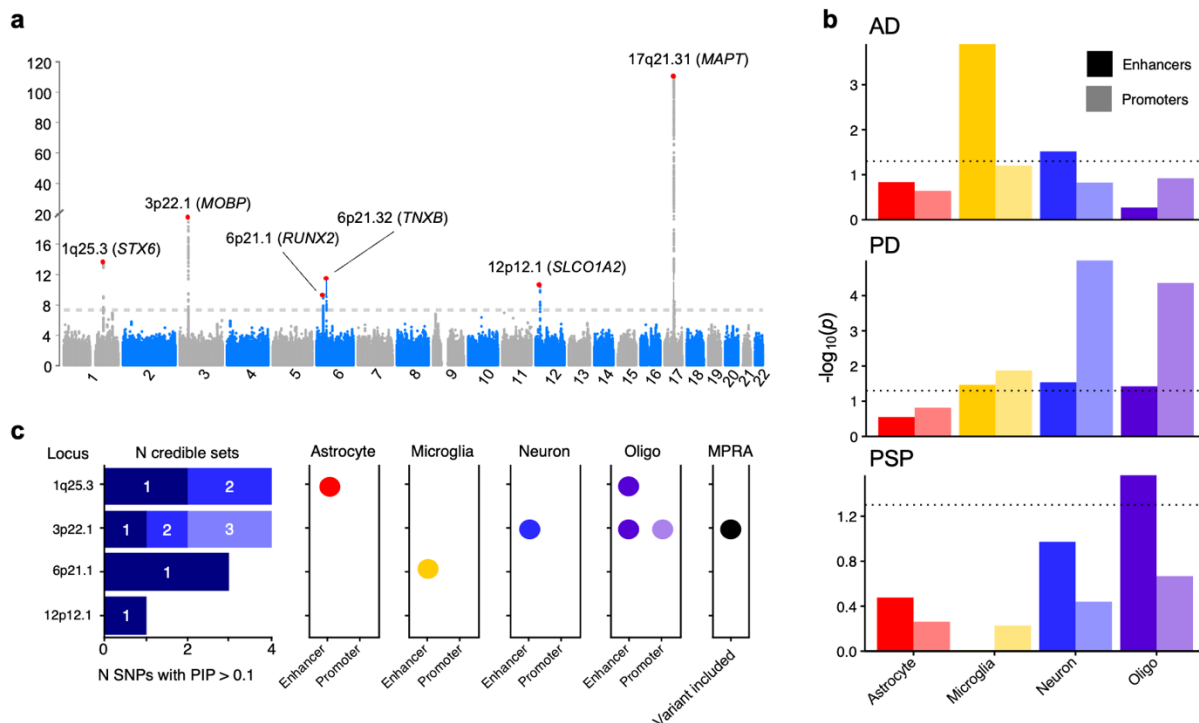 a
120
100
80
60
40
20
16
12
8
4
0
1q25.3 (STX6)
3p22.1 (MOBP)
6p21.1 (RUNX2)
6p21.32 (TNXB)
12p12.1 (SLCO1A2)
17q21.31 (MAPT)
1 2 3 4 5 6 7 8 9 10 11 12 13 14 15 16 17 18 19 20 21 22
b
AD
Enhancers
Promoters
3
2
1
0
PD
4
3
2
1
0
-log10(p)
PSP
1.2
0.8
0.4
0.0
Astrocyte Microglia Neuron Oligo
c
Locus N credible sets Astrocyte Microglia Neuron Oligo MPRA
1q25.3 1 2
3p22.1 1 2 3
6p21.1 1
12p12.1 1
0 2 4
N SNPs with PIP > 0.1
Enhancer Promoter Enhancer Promoter Enhancer Promoter Enhancer Promoter Variant included